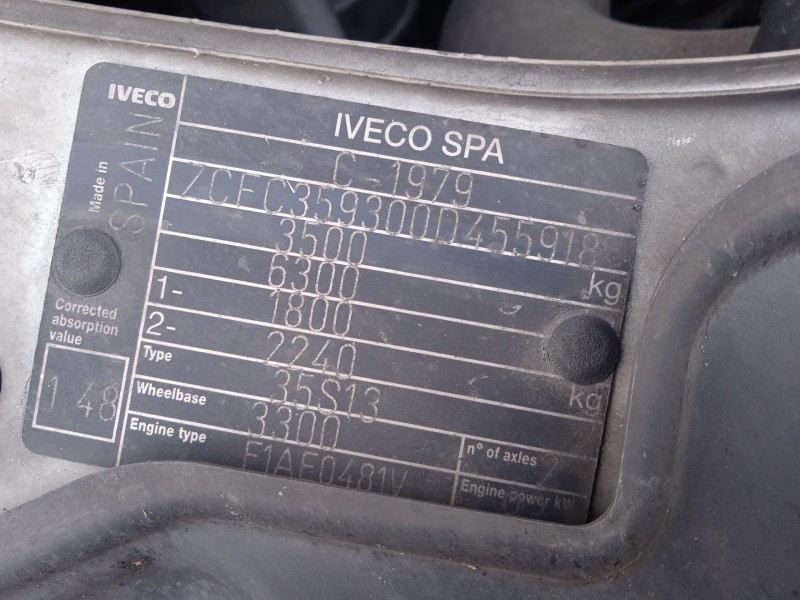 IVECO
Made in
SPAIN
Corrected
absorption
value
1 48
IVECO SPA
C-1979
ZCFC359300D455918
3500 kg
6300
1- 1800
2- 2240 kg
Type 35S13
Wheelbase 3300 n° of axles 2
Engine type F1AE0481V Engine power kW